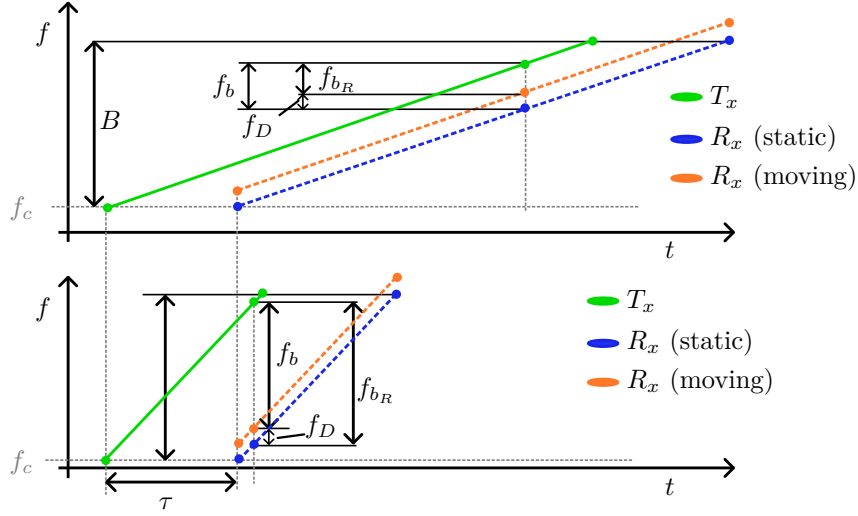 f
f_b
f_{b_R}
f_D
B
T_x
R_x (static)
R_x (moving)
f_c
t
f
T_x
R_x (static)
R_x (moving)
f_b
f_{b_R}
f_D
f_c
τ
t